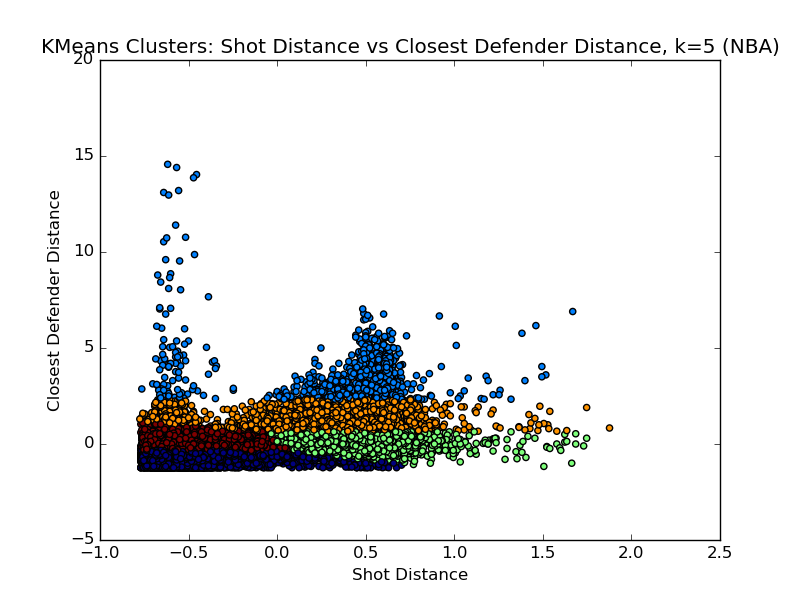 KMeans Clusters: Shot Distance vs Closest Defender Distance, k=5 (NBA)
20
15
10
5
0
−5
Closest Defender Distance
−1.0 −0.5 0.0 0.5 1.0 1.5 2.0 2.5
Shot Distance